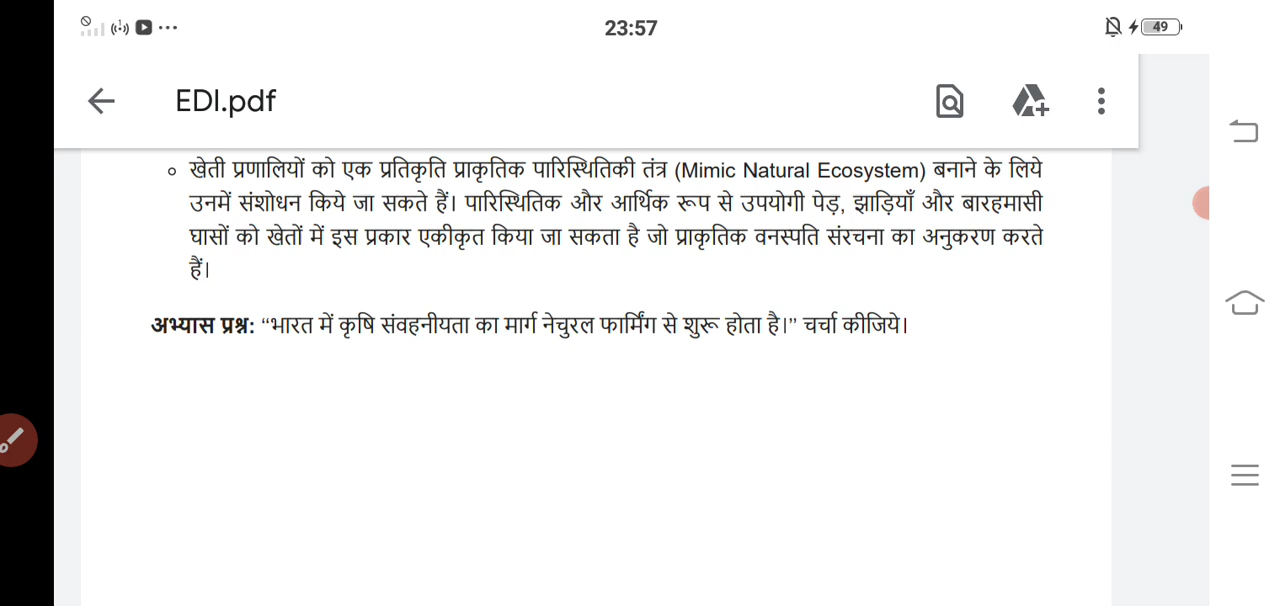 23:57
49
EDI.pdf
खेती प्रणालियों को एक प्रतिकृति प्राकृतिक पारिस्थितिकी तंत्र (Mimic Natural Ecosystem) बनाने के लिये
उनमें संशोधन किये जा सकते हैं। पारिस्थितिक और आर्थिक रूप से उपयोगी पेड़, झाड़ियाँ और बारहमासी
घासों को खेतों में इस प्रकार एकीकृत किया जा सकता है जो प्राकृतिक वनस्पति संरचना का अनुकरण करते
हैं।
अभ्यास प्रश्न: “भारत में कृषि संवहनीयता का मार्ग नेचुरल फार्मिंग से शुरू होता है।” चर्चा कीजिये।